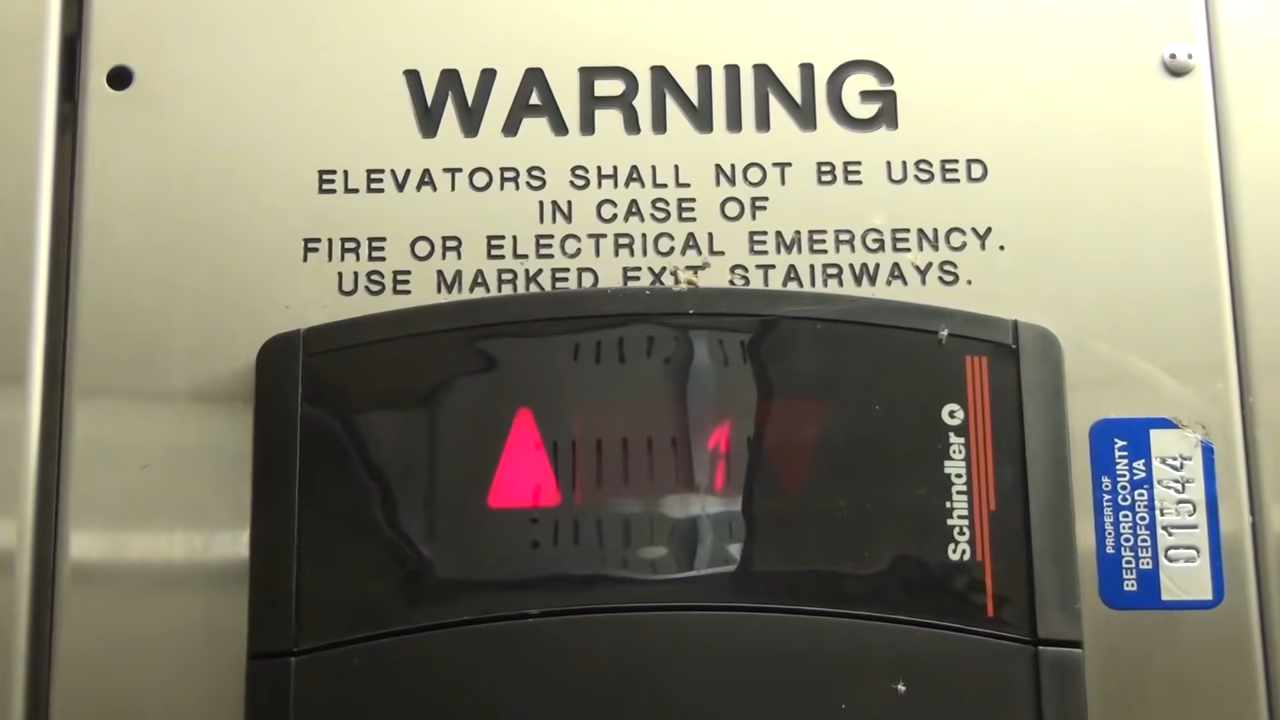 WARNING
ELEVATORS SHALL NOT BE USED
IN CASE OF
FIRE OR ELECTRICAL EMERGENCY.
USE MARKED EXIT STAIRWAYS.
1
Schindler
PROPERTY OF
BEDFORD COUNTY
BEDFORD, VA
01544